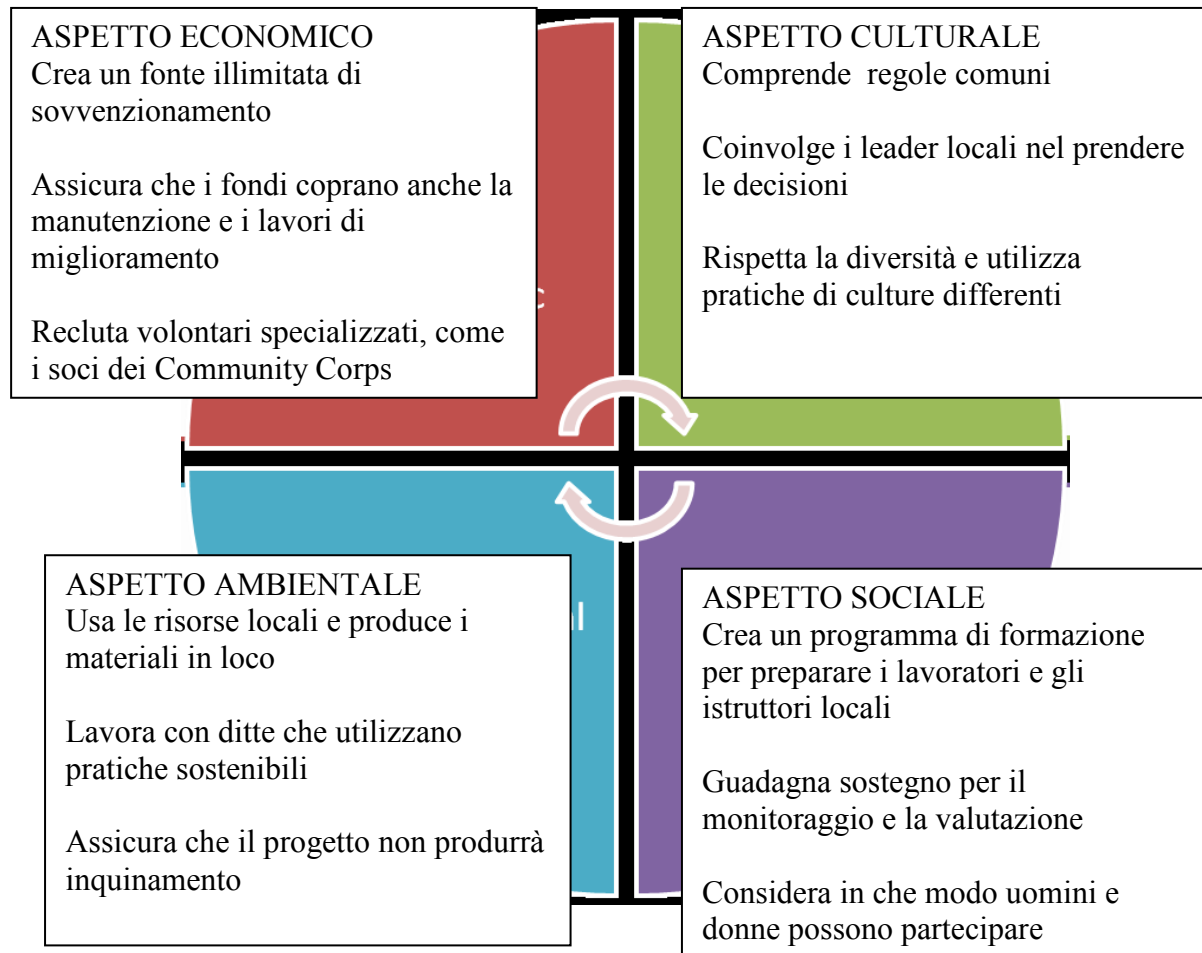 ASPETTO ECONOMICO
Crea un fonte illimitata di
sovvenzionamento
Assicura che i fondi coprano anche la
manutenzione e i lavori di
miglioramento
Recluta volontari specializzati, come
i soci dei Community Corps
ASPETTO CULTURALE
Comprende  regole comuni
Coinvolge i leader locali nel prendere
le decisioni
Rispetta la diversità e utilizza
pratiche di culture differenti
ASPETTO AMBIENTALE
Usa le risorse locali e produce i
materiali in loco
Lavora con ditte che utilizzano
pratiche sostenibili
Assicura che il progetto non produrrà
inquinamento
ASPETTO SOCIALE
Crea un programma di formazione
per preparare i lavoratori e gli
istruttori locali
Guadagna sostegno per il
monitoraggio e la valutazione
Considera in che modo uomini e
donne possono partecipare